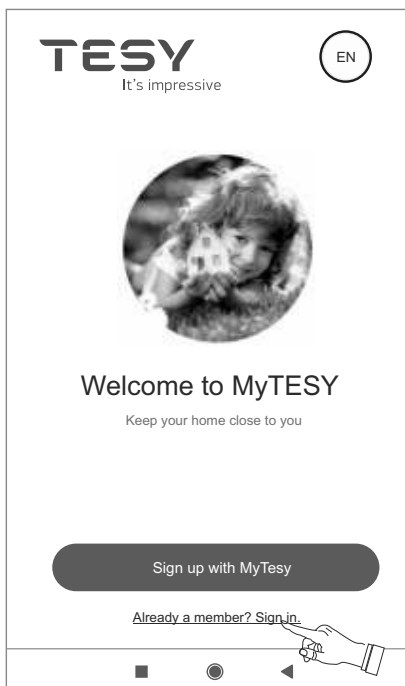 TESY
It's impressive
EN
Welcome to MyTESY
Keep your home close to you
Sign up with MyTesy
Already a member? Sign in.